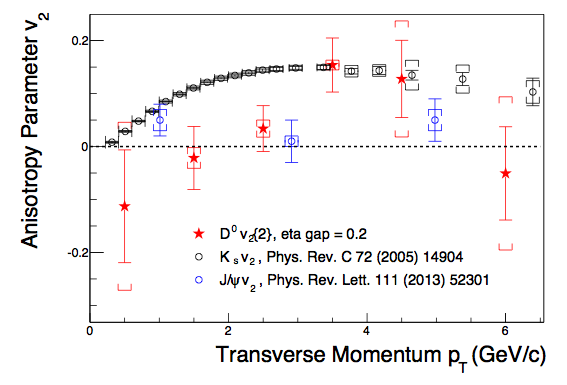 Anisotropy Parameter v₂
0.2
0
-0.2
D⁰ v₂{2}, eta gap = 0.2
Kₛ v₂ , Phys. Rev. C 72 (2005) 14904
J/ψ v₂ , Phys. Rev. Lett. 111 (2013) 52301
0 2 4 6
Transverse Momentum p_T (GeV/c)